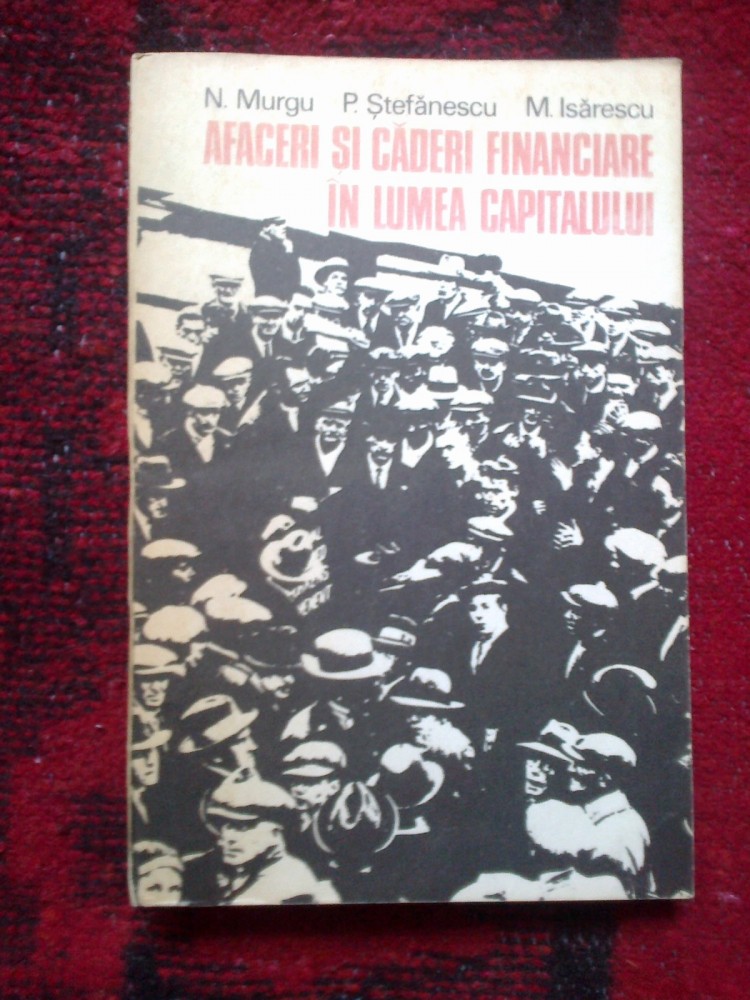 N. Murgu P. Ştefănescu M. Isărescu
AFACERI ŞI CĂDERI FINANCIARE
ÎN LUMEA CAPITALULUI